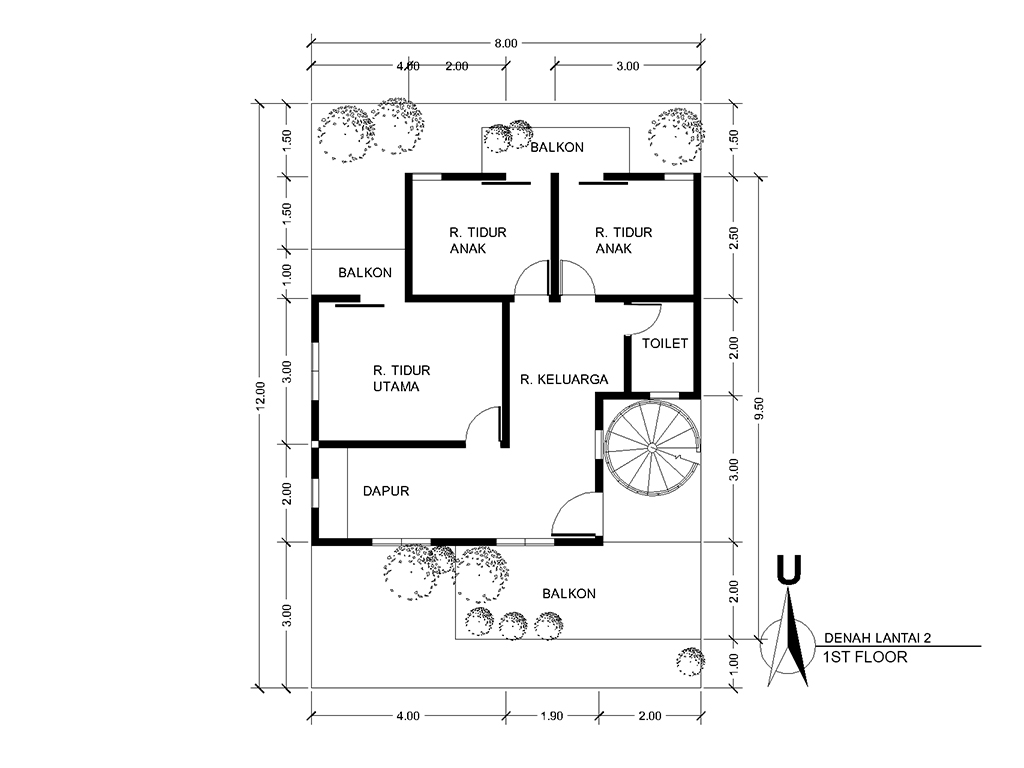 8.00
4.00
2.00
3.00
1.50
1.50
BALKON
1.50
R. TIDUR
ANAK
R. TIDUR
ANAK
2.50
1.00
BALKON
12.00
3.00
R. TIDUR
UTAMA
R. KELUARGA
TOILET
2.00
9.50
2.00
DAPUR
3.00
3.00
BALKON
2.00
1.00
U
DENAH LANTAI 2
1ST FLOOR
4.00
1.90
2.00